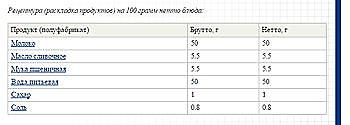 Рецептура (раскладка продуктов) на 100 грамм нетто блюда:
Продукт (полуфабрикат) Брутто, г Нетто, г
Молоко 50 50
Масло сливочное 5.5 5.5
Мука пшеничная 5.5 5.5
Вода питьевая 50 50
Сахар 1 1
Соль 0.8 0.8